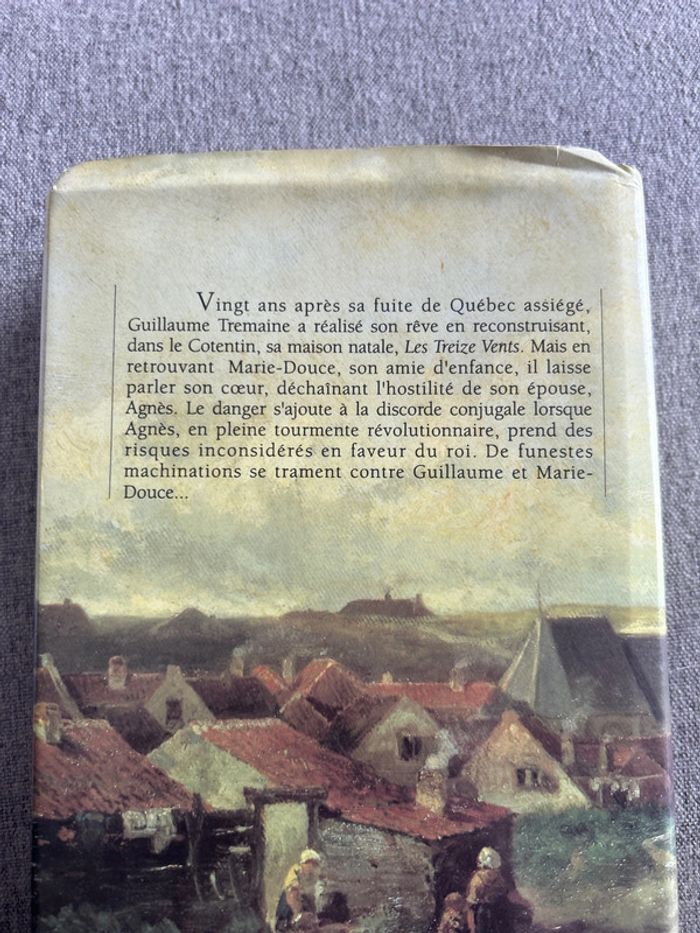 Vingt ans après sa fuite de Québec assiégé,
Guillaume Tremaine a réalisé son rêve en reconstruisant,
dans le Cotentin, sa maison natale, Les Treize Vents. Mais en
retrouvant Marie-Douce, son amie d'enfance, il laisse
parler son cœur, déchaînant l'hostilité de son épouse,
Agnès. Le danger s'ajoute à la discorde conjugale lorsque
Agnès, en pleine tourmente révolutionnaire, prend des
risques inconsidérés en faveur du roi. De funestes
machinations se trament contre Guillaume et Marie-
Douce...